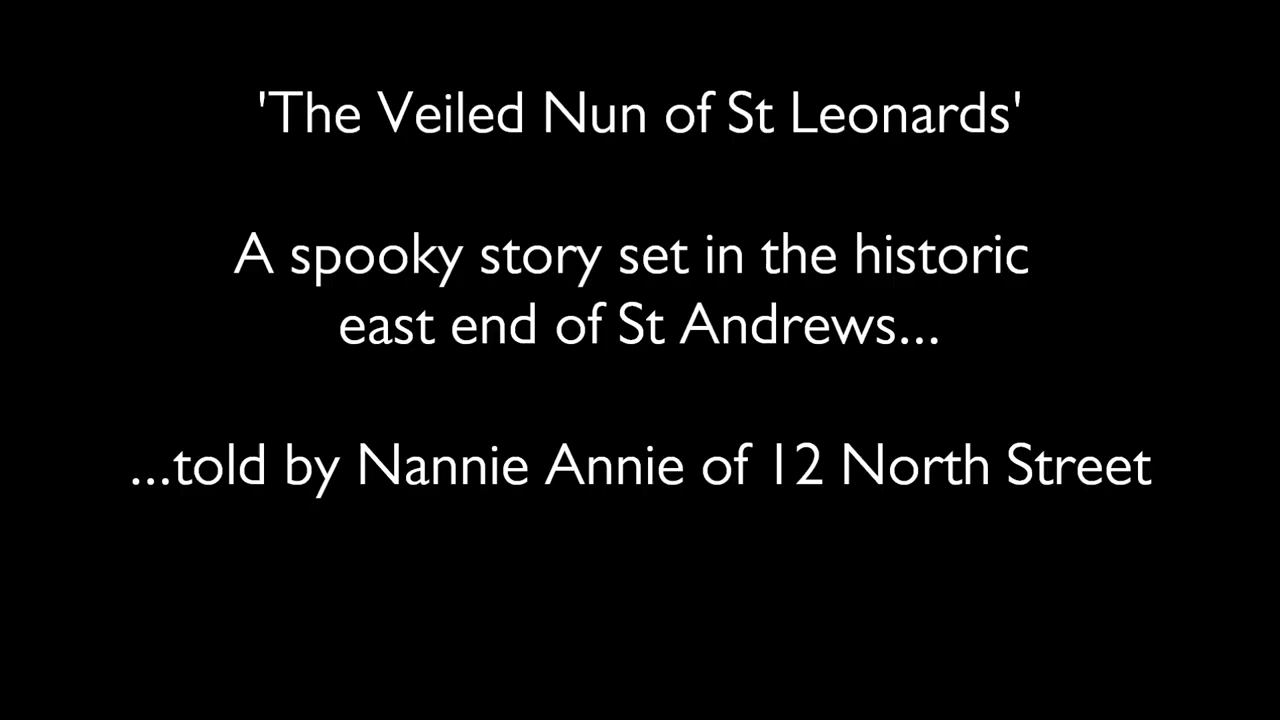 'The Veiled Nun of St Leonards'
A spooky story set in the historic
east end of St Andrews...
...told by Nannie Annie of 12 North Street